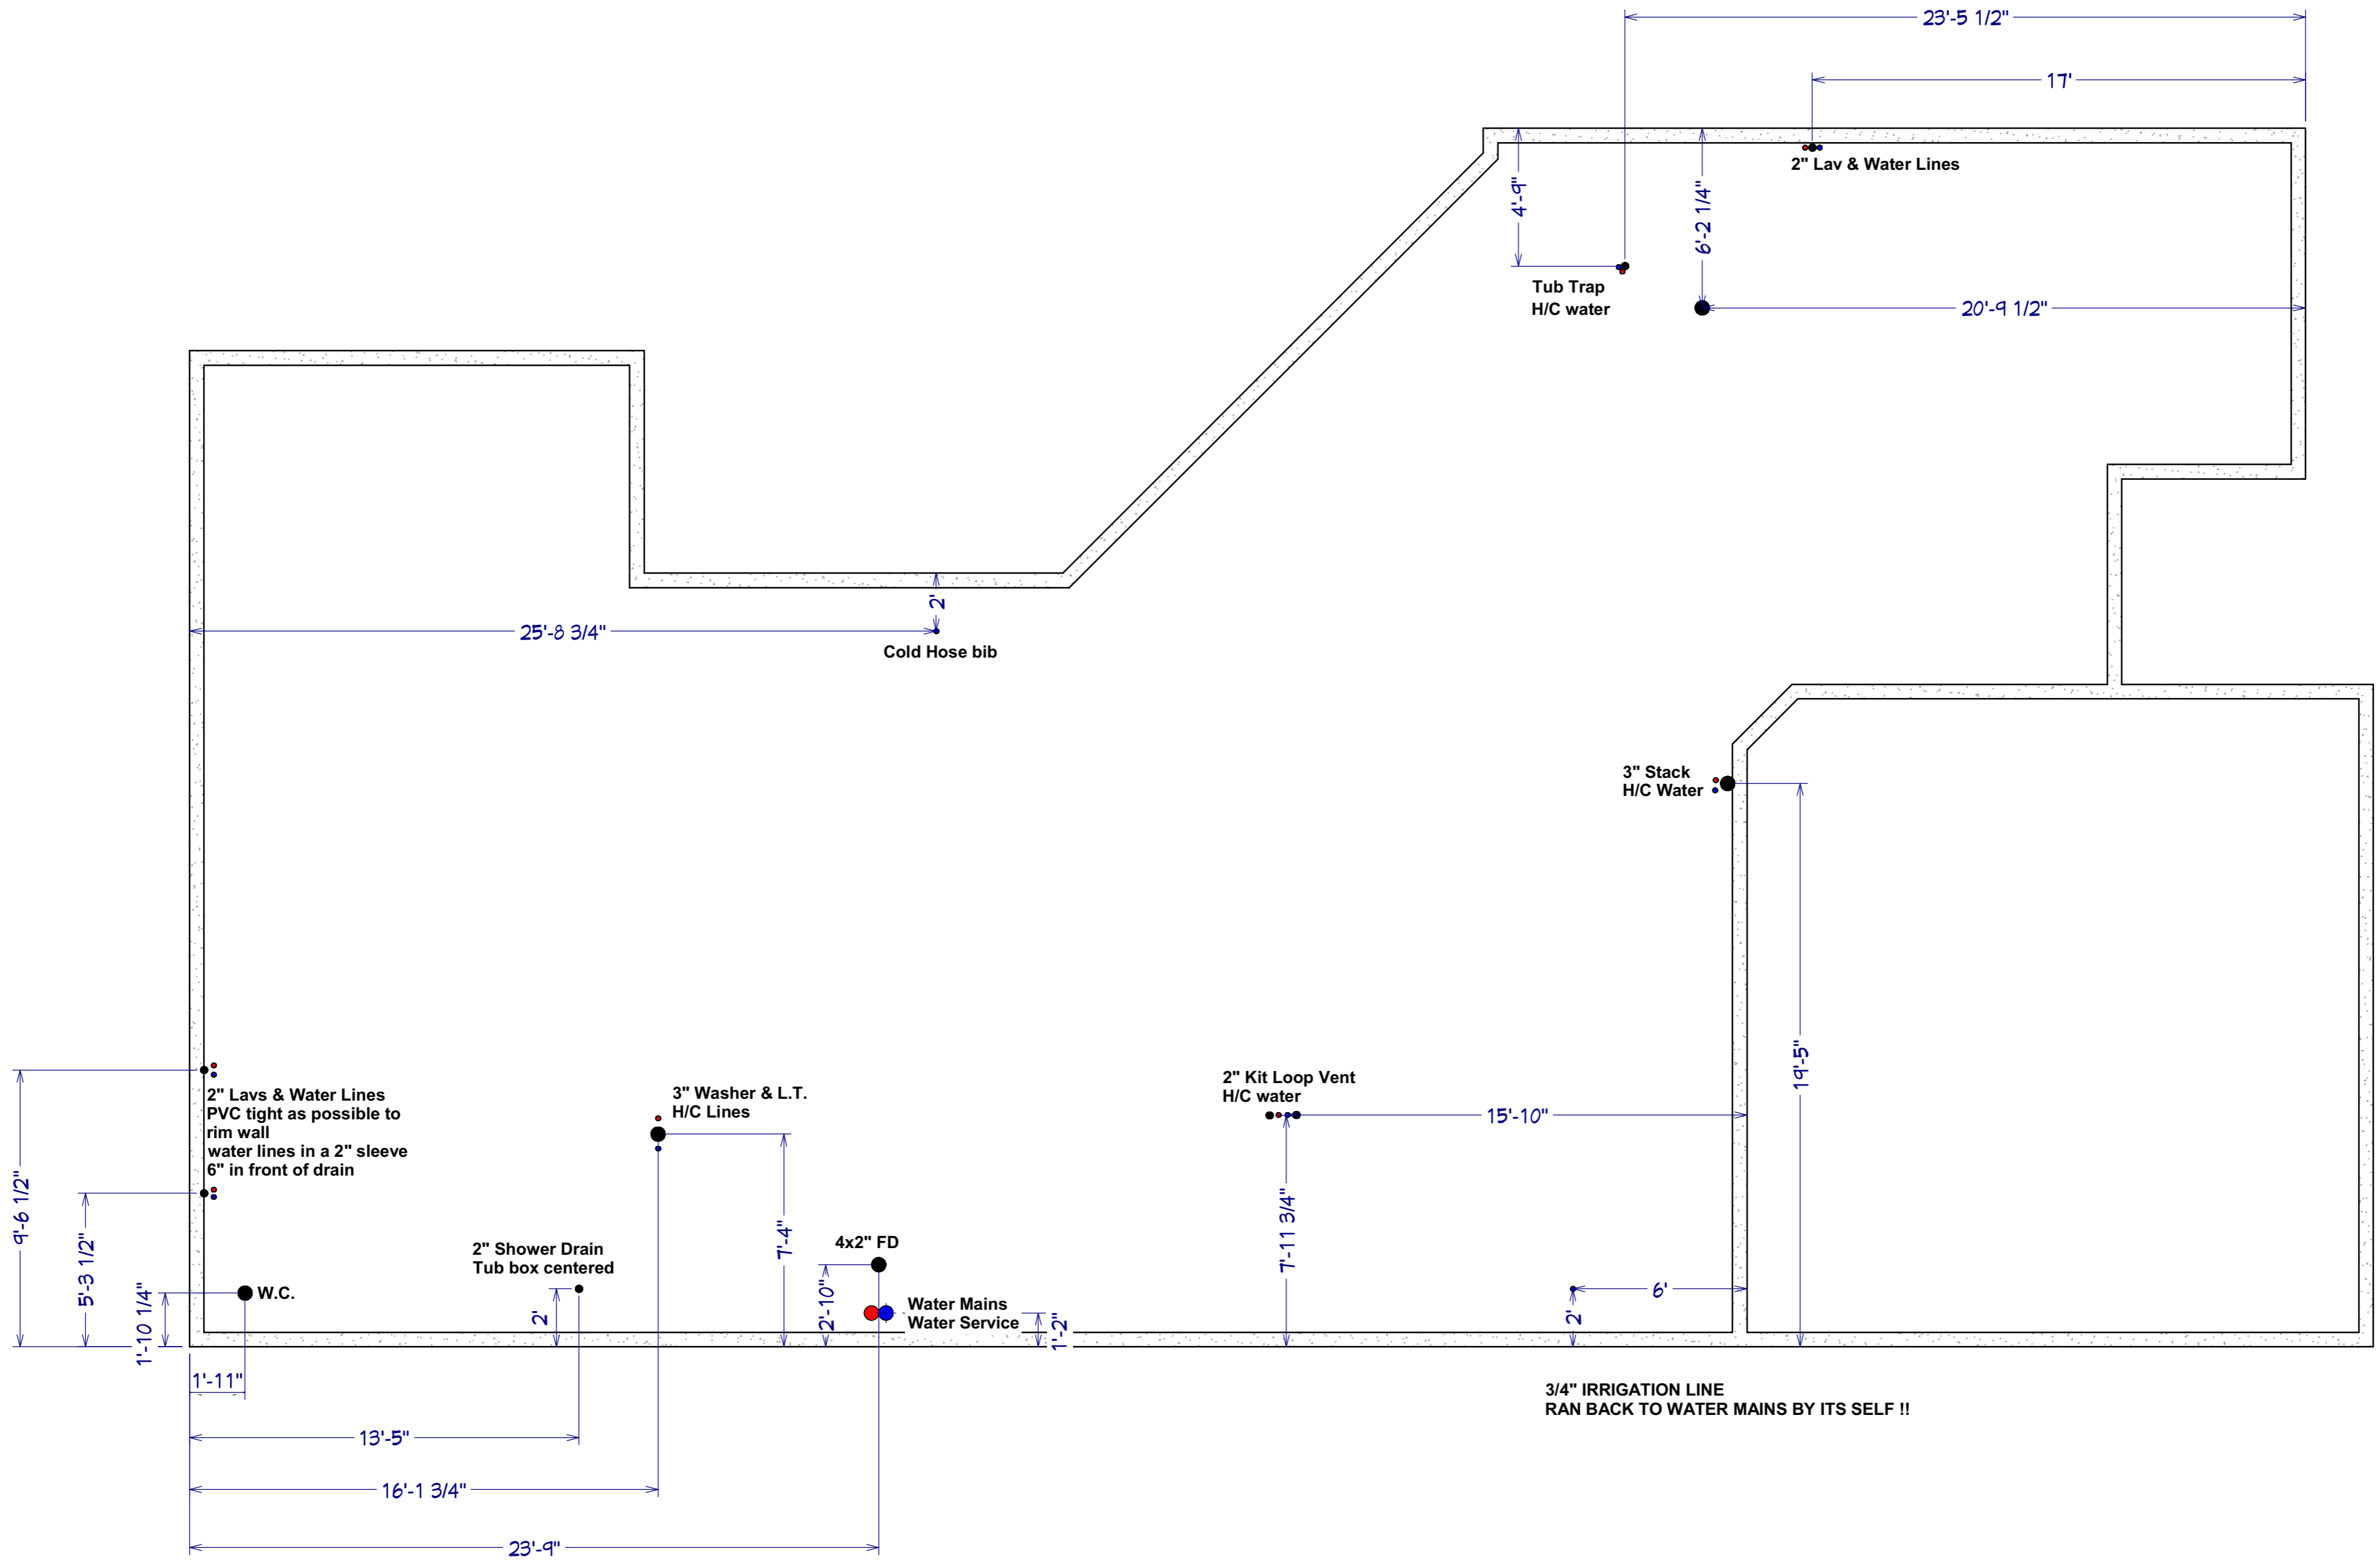 23'-5 1/2"
17'
2" Lav & Water Lines
4'-9"
6'-2 1/4"
Tub Trap
H/C water
20'-9 1/2"
2'
25'-8 3/4"
Cold Hose bib
3" Stack
H/C Water
19'-5"
2" Lavs & Water Lines
PVC tight as possible to
rim wall
water lines in a 2" sleeve
6" in front of drain
9'-6 1/2"
5'-3 1/2"
1'-10 1/4"
W.C.
3" Washer & L.T.
H/C Lines
7'-4"
2" Shower Drain
Tub box centered
2'
4x2" FD
2'-10"
Water Mains
Water Service
1'-2"
2" Kit Loop Vent
H/C water
15'-10"
7'-11 3/4"
6'
2'
1'-11"
13'-5"
16'-1 3/4"
23'-9"
3/4" IRRIGATION LINE
RAN BACK TO WATER MAINS BY ITS SELF !!